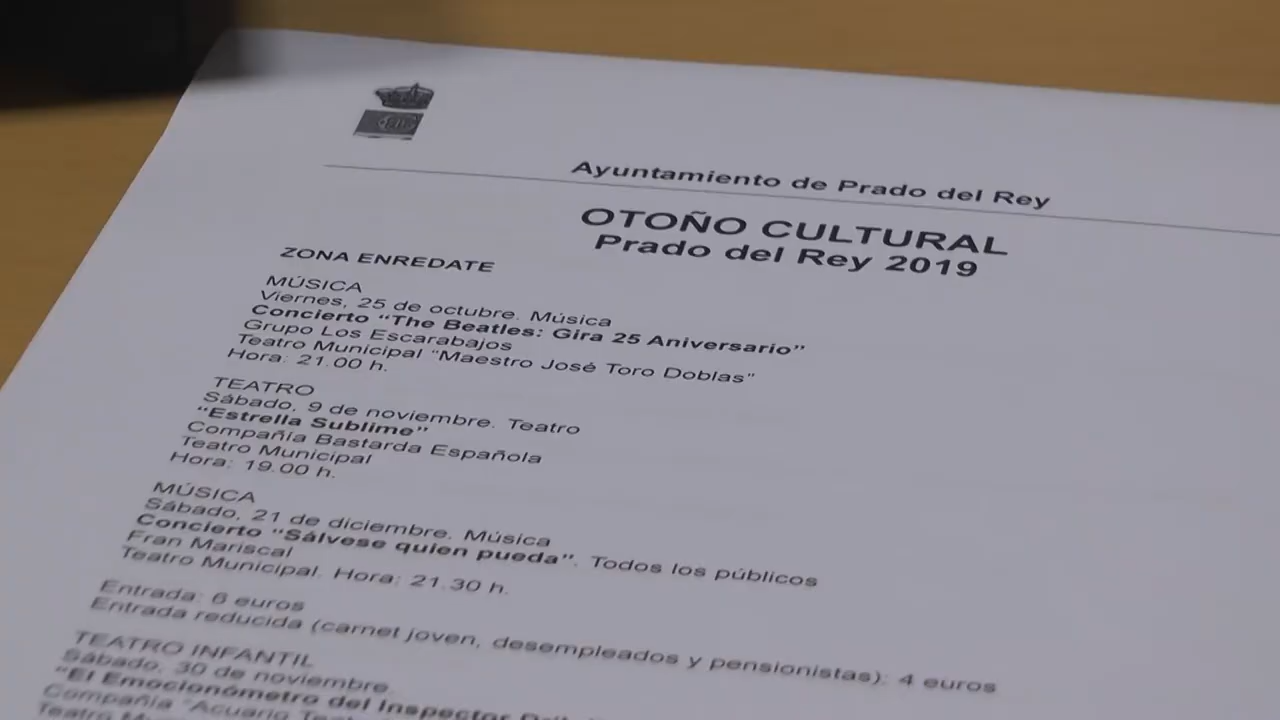 Ayuntamiento de Prado del Rey
OTOÑO CULTURAL
Prado del Rey 2019
ZONA ENREDATE
MÚSICA
Viernes, 25 de octubre. Música
Concierto "The Beatles: Gira 25 Aniversario"
Grupo Los Escarabajos
Teatro Municipal "Maestro José Toro Doblas"
Hora: 21.00 h.
TEATRO
Sábado, 9 de noviembre. Teatro
"Estrella Sublime"
Compañía Bastarda Española
Teatro Municipal
Hora: 19.00 h.
MÚSICA
Sábado, 21 de diciembre. Música
Concierto "Sálvese quien pueda". Todos los públicos
Fran Mariscal
Teatro Municipal. Hora: 21.30 h.
Entrada: 6 euros
Entrada reducida (carnet joven, desempleados y pensionistas): 4 euros
TEATRO INFANTIL
Sábado, 30 de noviembre.
"El Emocionómetro del Inspector
Compañía "Acuario
Teatro